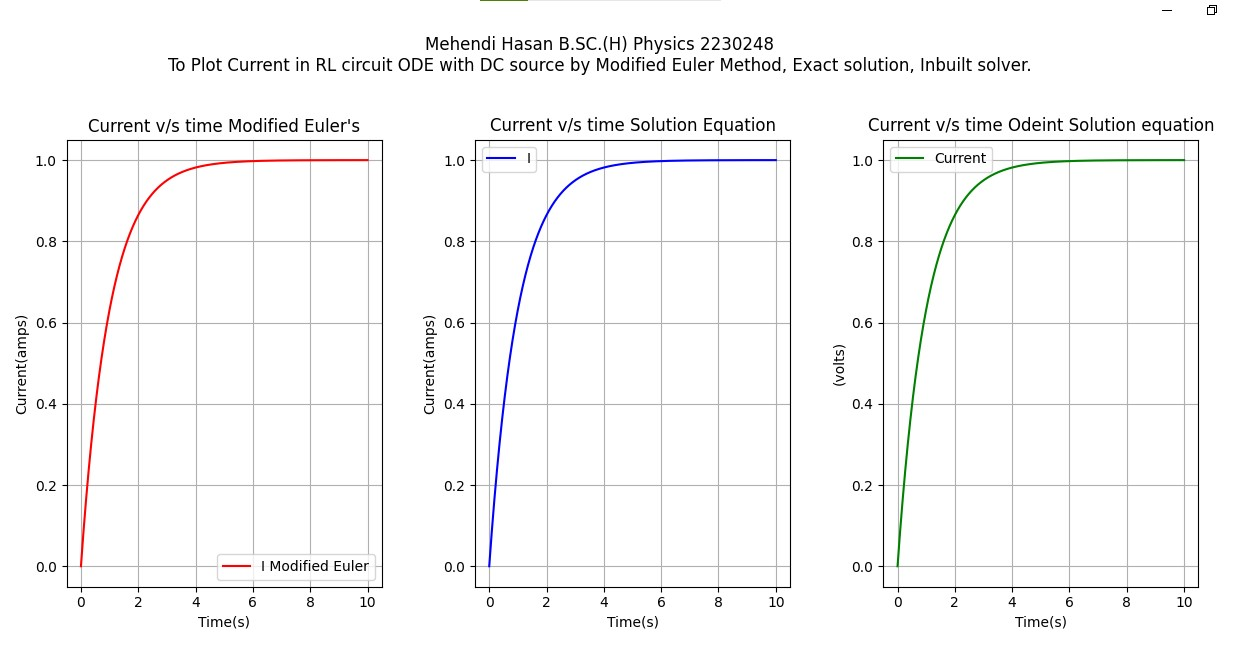 Mehendi Hasan B.SC.(H) Physics 2230248
To Plot Current in RL circuit ODE with DC source by Modified Euler Method, Exact solution, Inbuilt solver.
Current v/s time Modified Euler's
Current(amps)
1.0
0.8
0.6
0.4
0.2
0.0
I Modified Euler
0 2 4 6 8 10
Time(s)
Current v/s time Solution Equation
Current(amps)
I
1.0
0.8
0.6
0.4
0.2
0.0
0 2 4 6 8 10
Time(s)
Current v/s time Odeint Solution equation
(volts)
Current
1.0
0.8
0.6
0.4
0.2
0.0
0 2 4 6 8 10
Time(s)